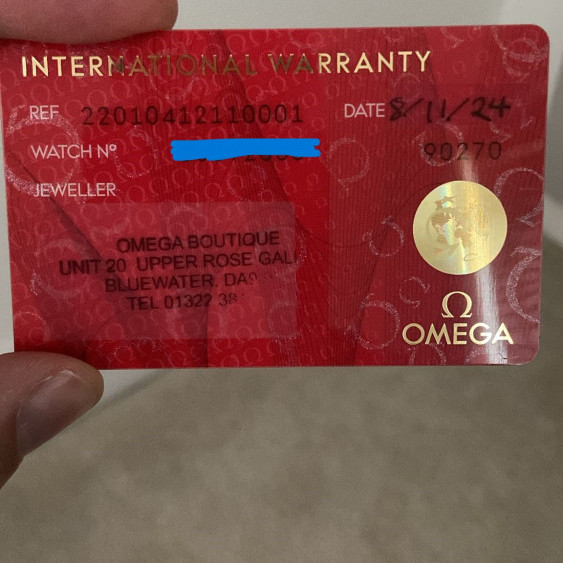 INTERNATIONAL WARRANTY
REF 22010412110001 DATE 8/11/24
WATCH Nº 90270
JEWELLER
OMEGA BOUTIQUE
UNIT 20 UPPER ROSE
BLUEWATER,
TEL 01322
Ω
OMEGA